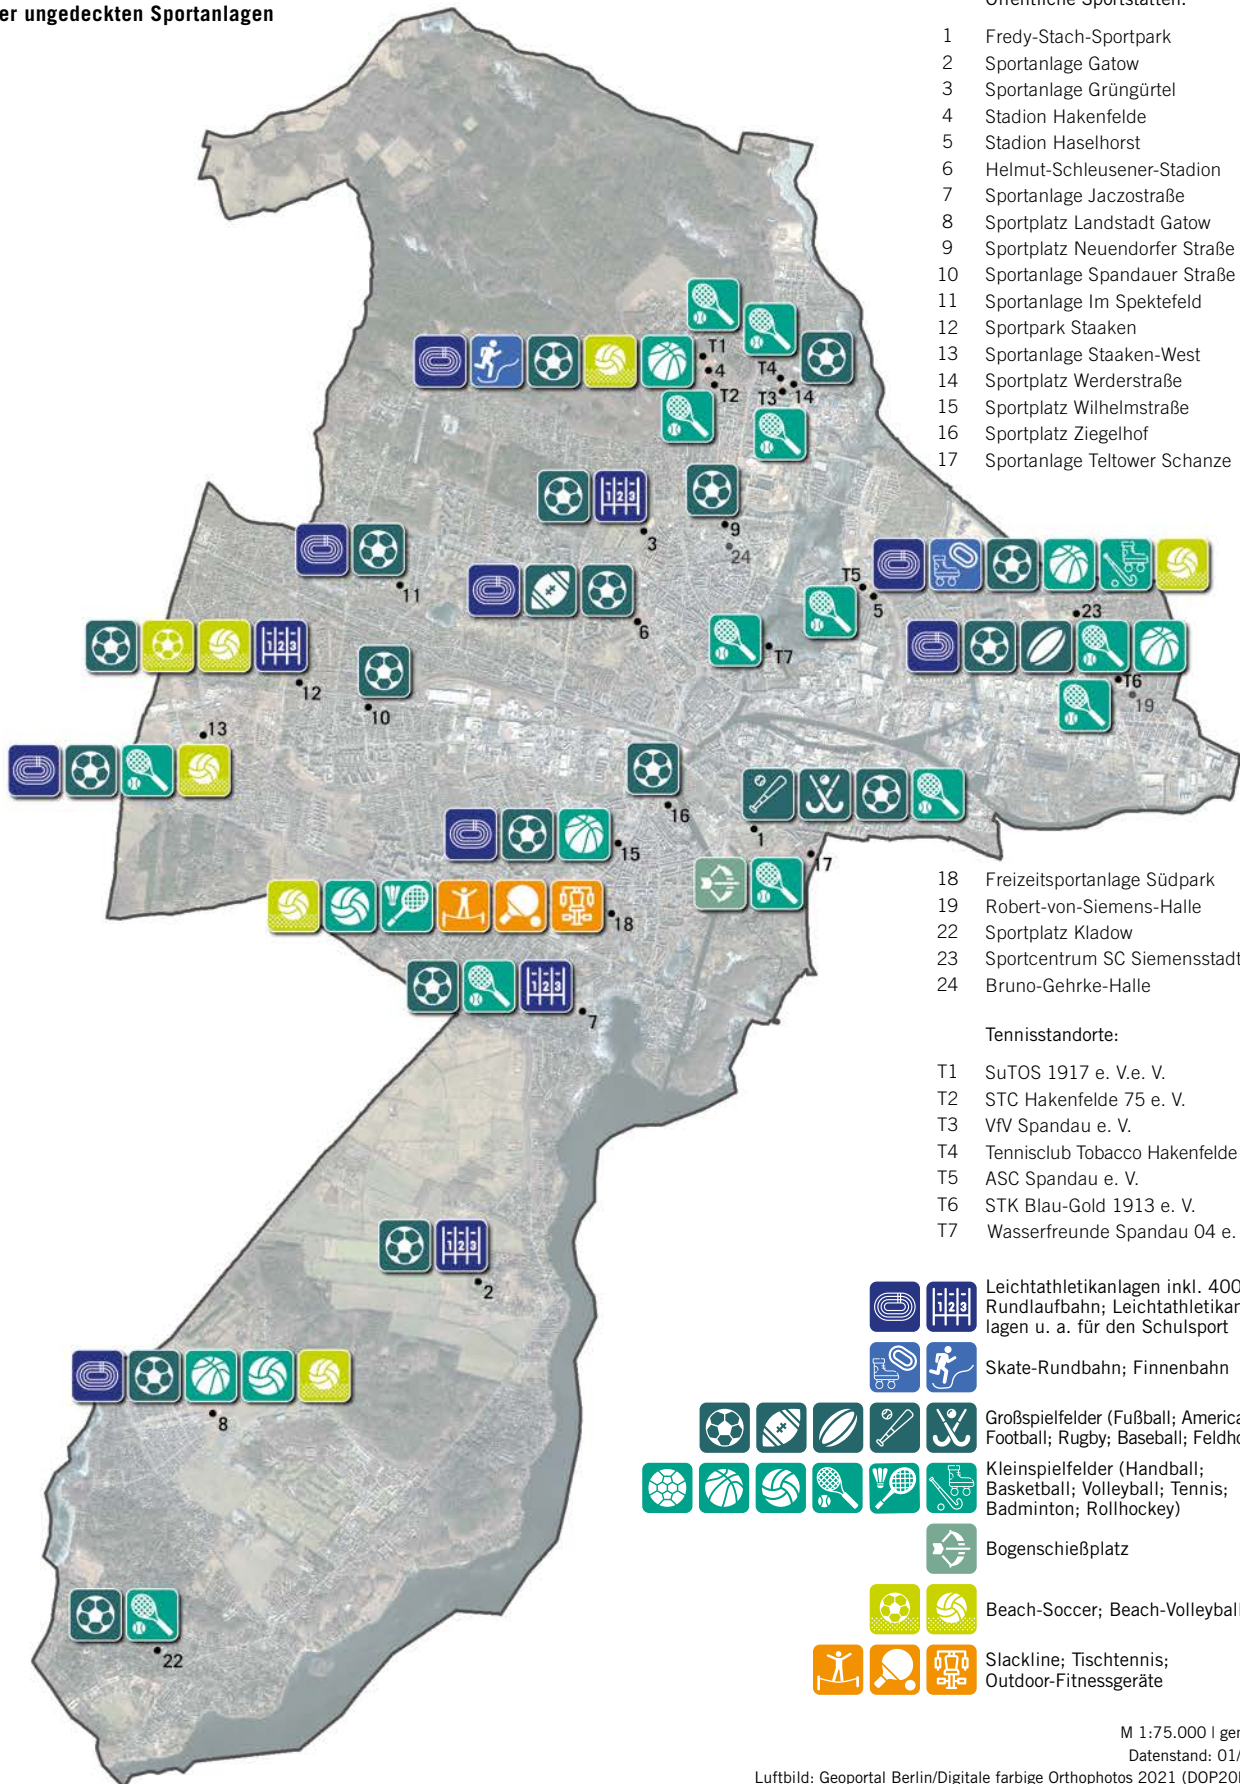 er ungedeckten Sportanlagen
Öffentliche Sportstätten:
1 Fredy-Stach-Sportpark
2 Sportanlage Gatow
3 Sportanlage Grüngürtel
4 Stadion Hakenfelde
5 Stadion Haselhorst
6 Helmut-Schleusener-Stadion
7 Sportanlage Jaczostraße
8 Sportplatz Landstadt Gatow
9 Sportplatz Neuendorfer Straße
10 Sportanlage Spandauer Straße
11 Sportanlage Im Spektefeld
12 Sportpark Staaken
13 Sportanlage Staaken-West
14 Sportplatz Werderstraße
15 Sportplatz Wilhelmstraße
16 Sportplatz Ziegelhof
17 Sportanlage Teltower Schanze
T1
4
T2
T4
T3 14
3
9
24
11
6
T5
5
23
T7
T6
19
12
10
13
16
1
17
15
18
7
2
8
22
18 Freizeitsportanlage Südpark
19 Robert-von-Siemens-Halle
22 Sportplatz Kladow
23 Sportcentrum SC Siemensstadt
24 Bruno-Gehrke-Halle
Tennisstandorte:
T1 SuTOS 1917 e. V.e. V.
T2 STC Hakenfelde 75 e. V.
T3 VfV Spandau e. V.
T4 Tennisclub Tobacco Hakenfelde
T5 ASC Spandau e. V.
T6 STK Blau-Gold 1913 e. V.
T7 Wasserfreunde Spandau 04 e.
Leichtathletikanlagen inkl. 400
Rundlaufbahn; Leichtathletikan
lagen u. a. für den Schulsport
Skate-Rundbahn; Finnenbahn
Großspielfelder (Fußball; America
Football; Rugby; Baseball; Feldho
Kleinspielfelder (Handball;
Basketball; Volleyball; Tennis;
Badminton; Rollhockey)
Bogenschießplatz
Beach-Soccer; Beach-Volleyball
Slackline; Tischtennis;
Outdoor-Fitnessgeräte
M 1:75.000 | gen
Datenstand: 01/
Luftbild: Geoportal Berlin/Digitale farbige Orthophotos 2021 (DOP20